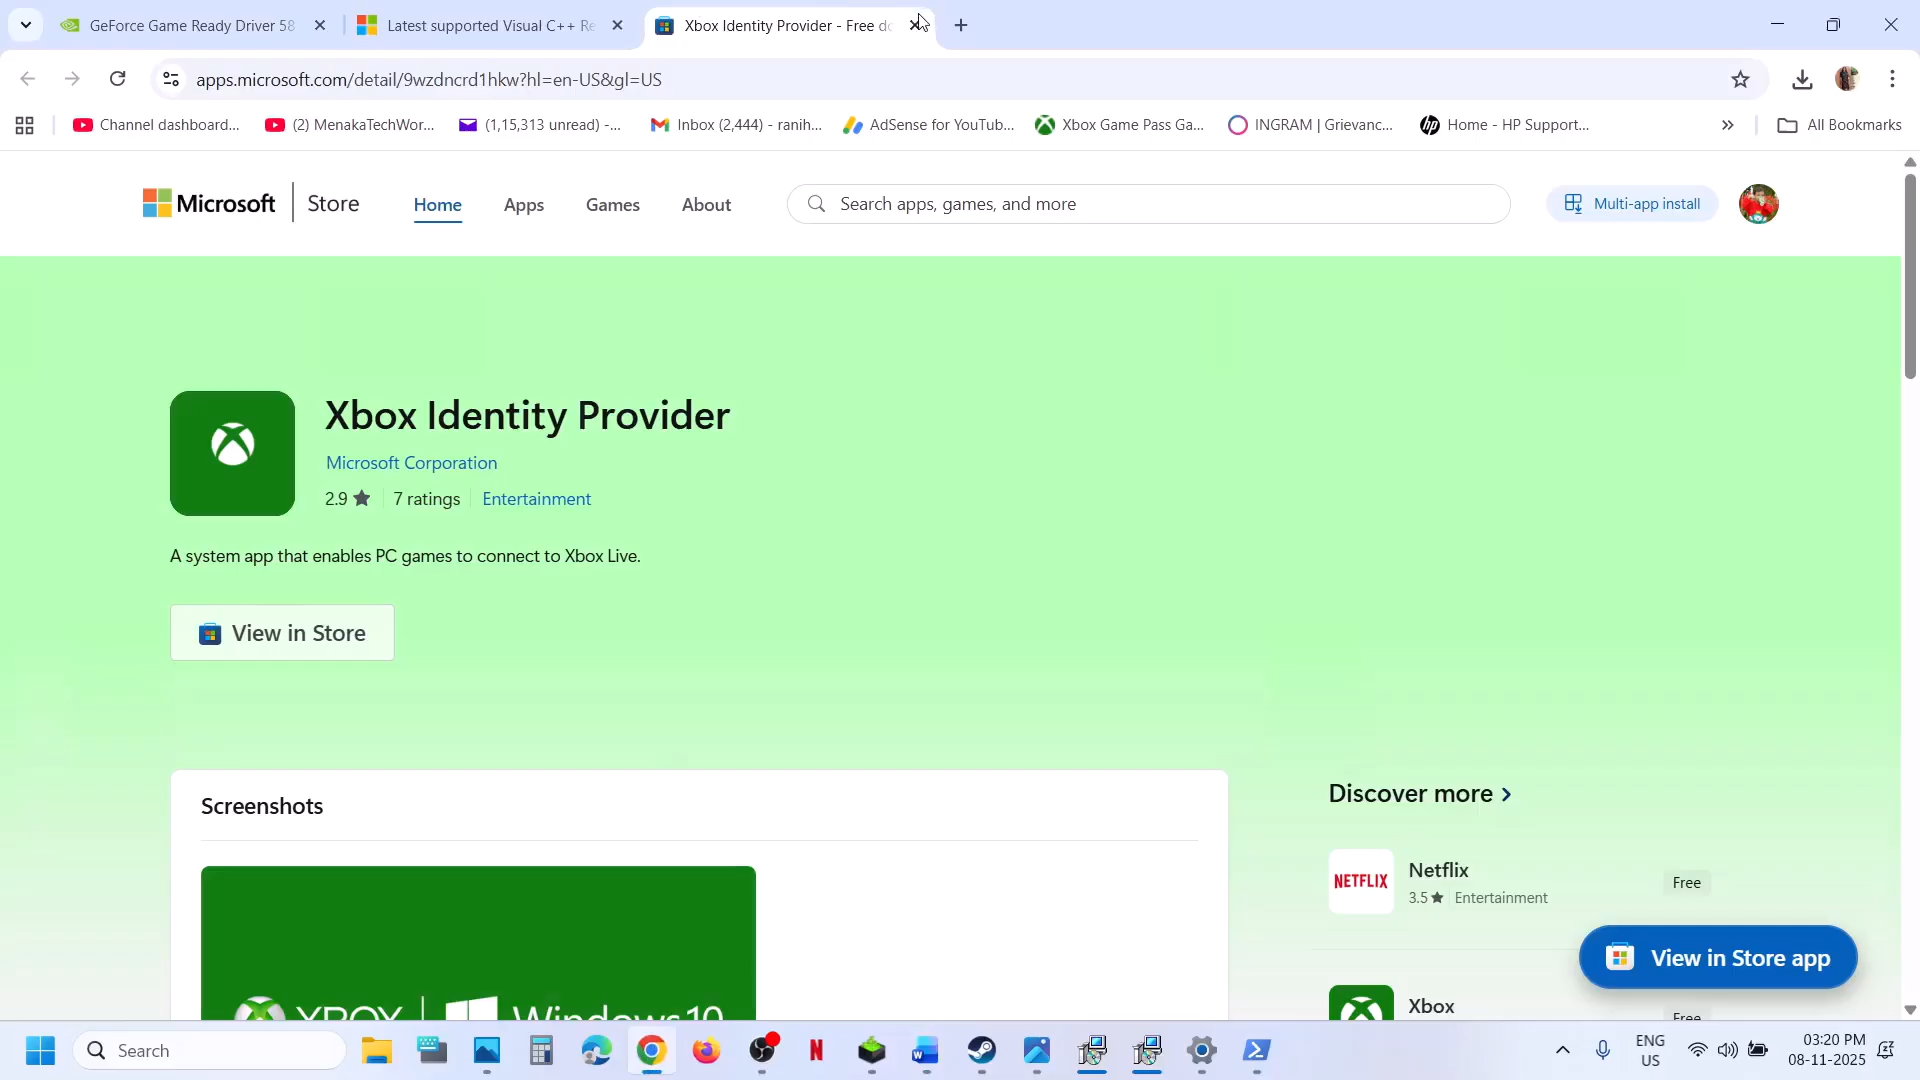 GeForce Game Ready Driver 58
Latest supported Visual C++ Re
Xbox Identity Provider - Free do
apps.microsoft.com/detail/9wzdncrd1hkw?hl=en-US&gl=US
Channel dashboard...
(2) MenakaTechWor...
(1,15,313 unread) -...
Inbox (2,444) - ranih...
AdSense for YouTub...
Xbox Game Pass Ga...
INGRAM | Grievanc...
Home - HP Support...
All Bookmarks
Microsoft
Store
Home
Apps
Games
About
Search apps, games, and more
Multi-app install
Xbox Identity Provider
Microsoft Corporation
2.9 ★
7 ratings
Entertainment
A system app that enables PC games to connect to Xbox Live.
View in Store
Screenshots
XBOX
Windows 10
Discover more
NETFLIX
Netflix
3.5★
Entertainment
Free
View in Store app
Xbox
Free
Search
ENG
US
03:20 PM
08-11-2025